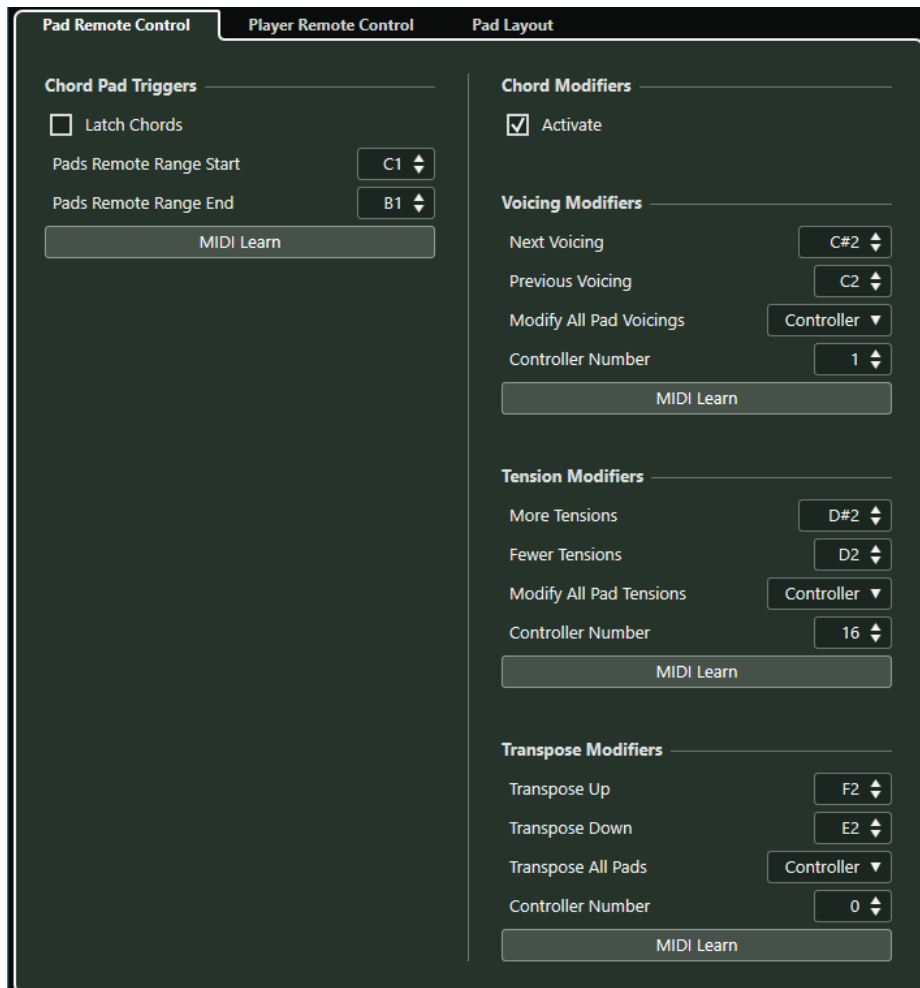 Pad Remote Control
Player Remote Control
Pad Layout
Chord Pad Triggers
Latch Chords
Pads Remote Range Start C1
Pads Remote Range End B1
MIDI Learn
Chord Modifiers
Activate
Voicing Modifiers
Next Voicing C#2
Previous Voicing C2
Modify All Pad Voicings Controller
Controller Number 1
MIDI Learn
Tension Modifiers
More Tensions D#2
Fewer Tensions D2
Modify All Pad Tensions Controller
Controller Number 16
MIDI Learn
Transpose Modifiers
Transpose Up F2
Transpose Down E2
Transpose All Pads Controller
Controller Number 0
MIDI Learn